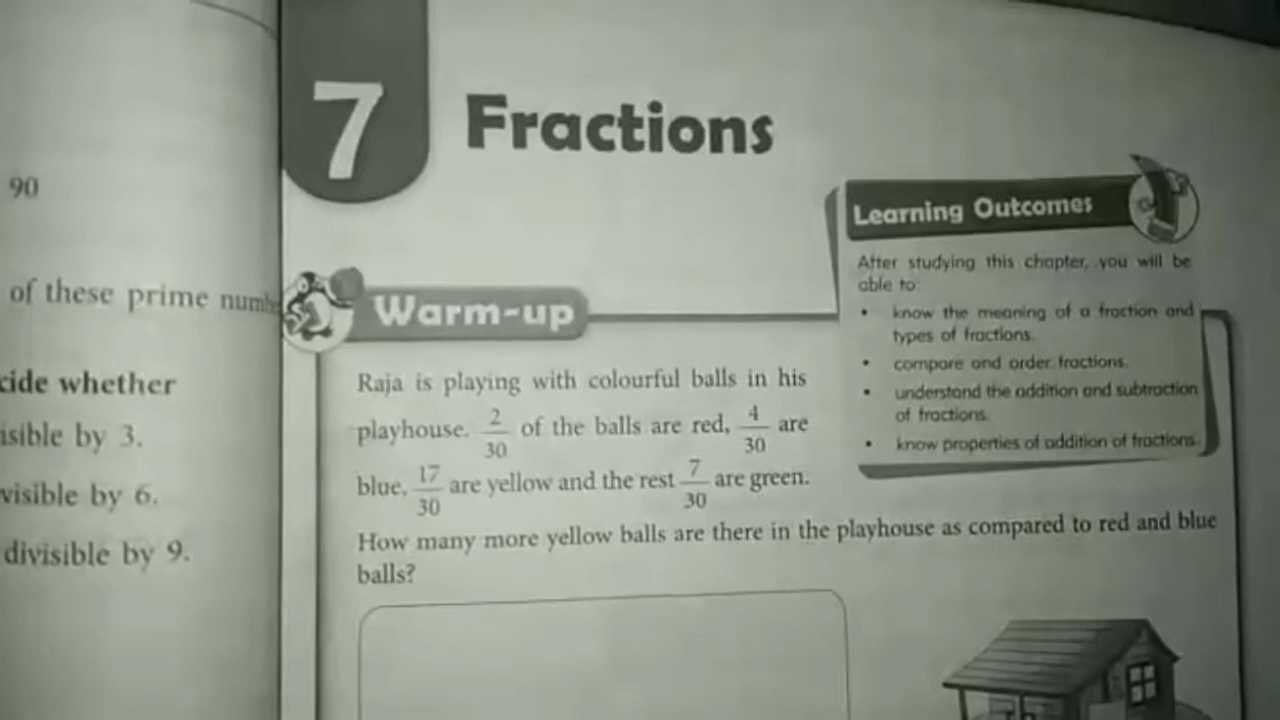 90
of these prime
cide whether
isible by 3.
visible by 6.
divisible by 9.
7 Fractions
Learning Outcomes
After studying this chapter, you will be
able to:
• know the meaning of a fraction and
types of fractions.
• compare and order fractions.
• understand the addition and subtraction
of fractions.
• know properties of addition of fractions.
Warm-up
Raja is playing with colourful balls in his
playhouse. 2/30 of the balls are red, 4/30 are
blue, 17/30 are yellow and the rest 7/30 are green.
How many more yellow balls are there in the playhouse as compared to red and blue
balls?